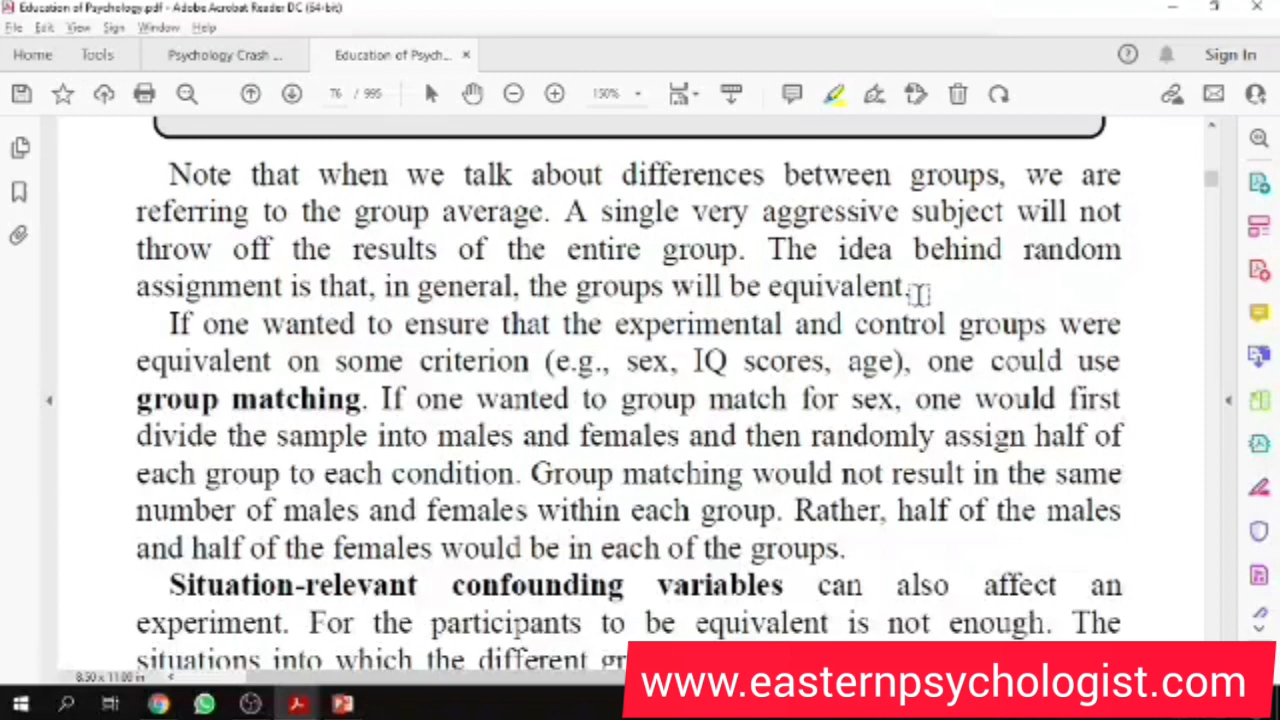 Education of Psychology.pdf - Adobe Acrobat Reader DC (64-bit)
File Edit View Sign Window Help
Home Tools Psychology Crash ... Education of Psych... × Sign In
76 / 995 150%
Note that when we talk about differences between groups, we are
referring to the group average. A single very aggressive subject will not
throw off the results of the entire group. The idea behind random
assignment is that, in general, the groups will be equivalent.
If one wanted to ensure that the experimental and control groups were
equivalent on some criterion (e.g., sex, IQ scores, age), one could use
group matching. If one wanted to group match for sex, one would first
divide the sample into males and females and then randomly assign half of
each group to each condition. Group matching would not result in the same
number of males and females within each group. Rather, half of the males
and half of the females would be in each of the groups.
Situation-relevant confounding variables can also affect an
experiment. For the participants to be equivalent is not enough. The
situations into which the different
8.50 x 11.00 in
www.easternpsychologist.com